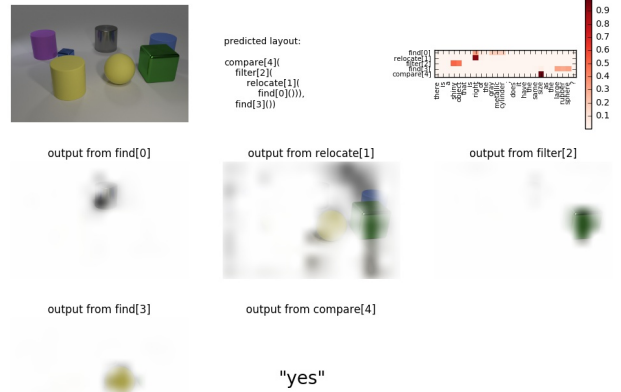 predicted layout:
compare[4](
filter[2](
relocate[1](
find[0]())),
find[3]())
find[0]
relocate[1]
filter[2]
find[3]
compare[4]
there is a shiny object that is right of the gray metallic cylinder ; does it have the same size as the large rubber sphere ?
0.9
0.8
0.7
0.6
0.5
0.4
0.3
0.2
0.1
output from find[0]
output from relocate[1]
output from filter[2]
output from find[3]
output from compare[4]
"yes"